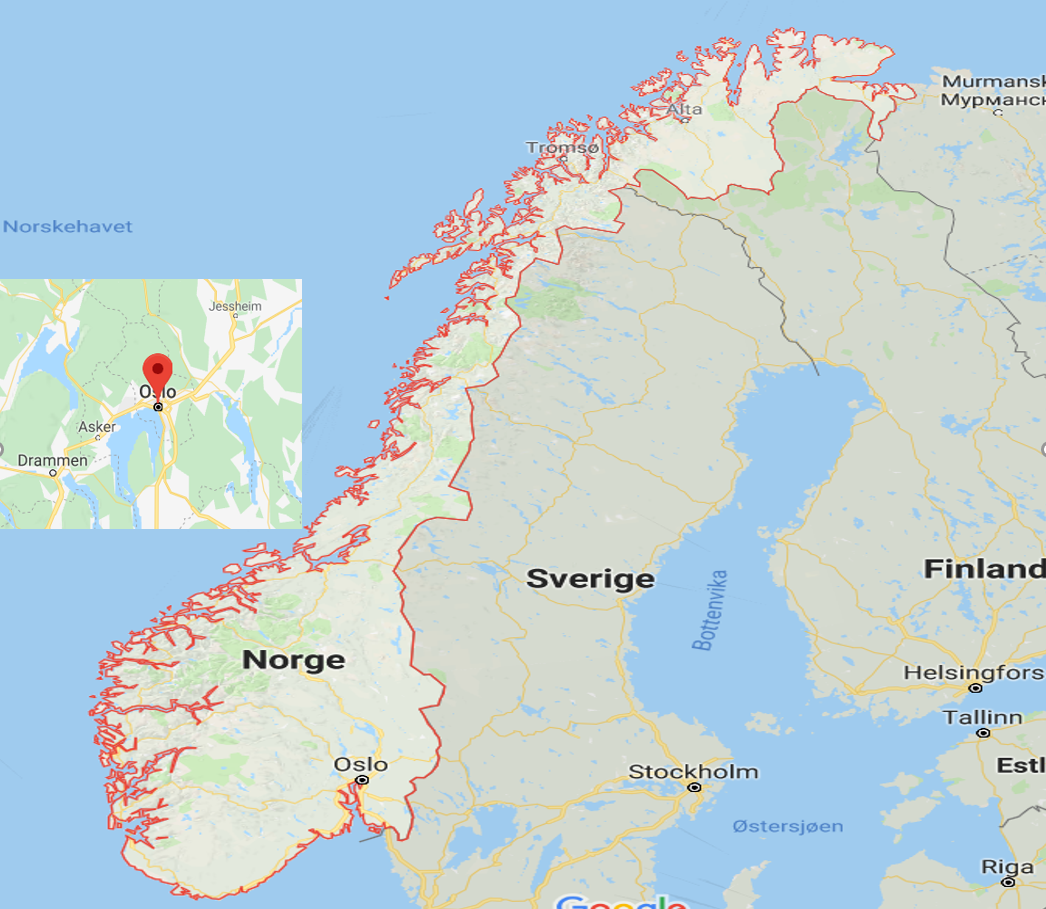 Murmansk
Мурманск
Alta
Tromsø
Norskehavet
Jessheim
Oslo
Asker
Drammen
Sverige
Finland
Bottenvika
Norge
Helsingfors
Tallinn
Oslo
Estl
Stockholm
Østersjøen
Riga
Google